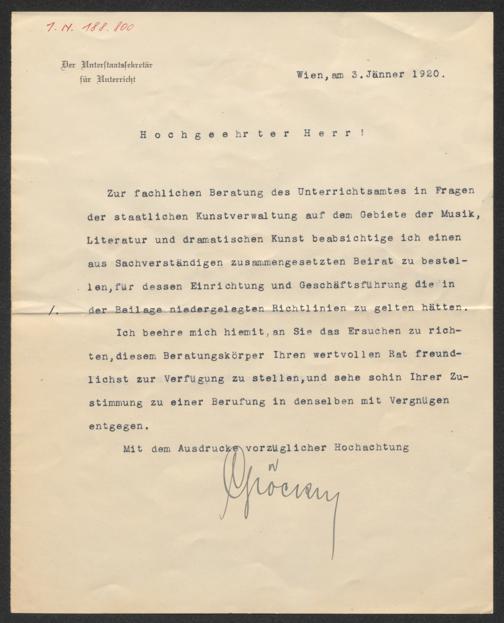 I.N. 188.800
Der Unterstaatssekretär
für Unterricht
Wien, am 3. Jänner 1920.
Hochgeehrter Herr!
Zur fachlichen Beratung des Unterrichtsamtes in Fragen
der staatlichen Kunstverwaltung auf dem Gebiete der Musik,
Literatur und dramatischen Kunst beabsichtige ich einen
aus Sachverständigen zusammengesetzten Beirat zu bestel-
len, für dessen Einrichtung und Geschäftsführung die in
/. der Beilage niedergelegten Richtlinien zu gelten hätten.
Ich beehre mich hiemit, an Sie das Ersuchen zu rich-
ten, diesem Beratungskörper Ihren wertvollen Rat freund-
lichst zur Verfügung zu stellen, und sehe sohin Ihrer Zu-
stimmung zu einer Berufung in denselben mit Vergnügen
entgegen.
Mit dem Ausdrucke vorzüglicher Hochachtung
Glöckel